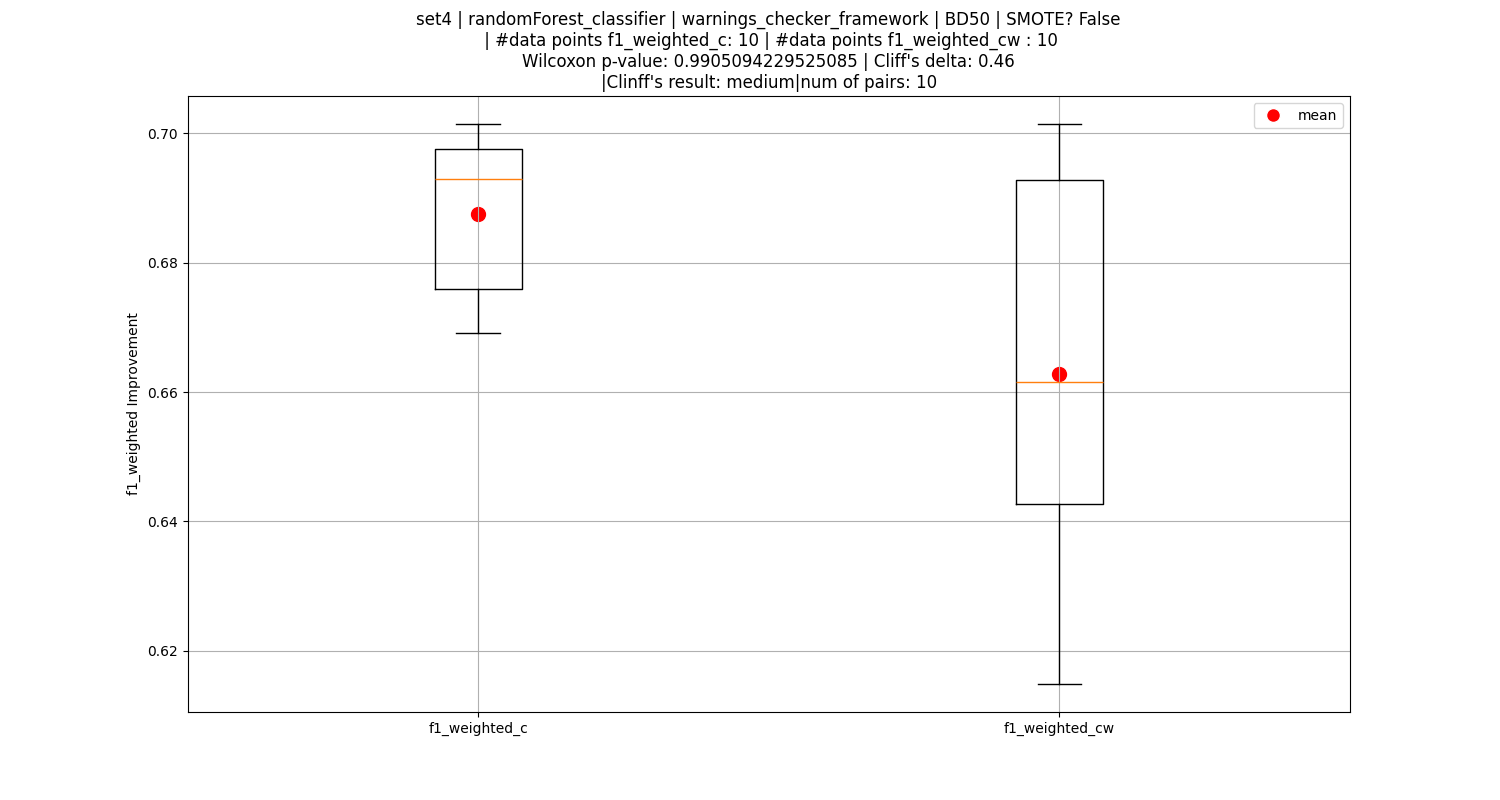 set4 | randomForest_classifier | warnings_checker_framework | BD50 | SMOTE? False
| #data points f1_weighted_c: 10 | #data points f1_weighted_cw : 10
Wilcoxon p-value: 0.9905094229525085 | Cliff's delta: 0.46
|Clinff's result: medium|num of pairs: 10
mean
0.70
0.68
0.66
0.64
0.62
f1_weighted Improvement
f1_weighted_c
f1_weighted_cw